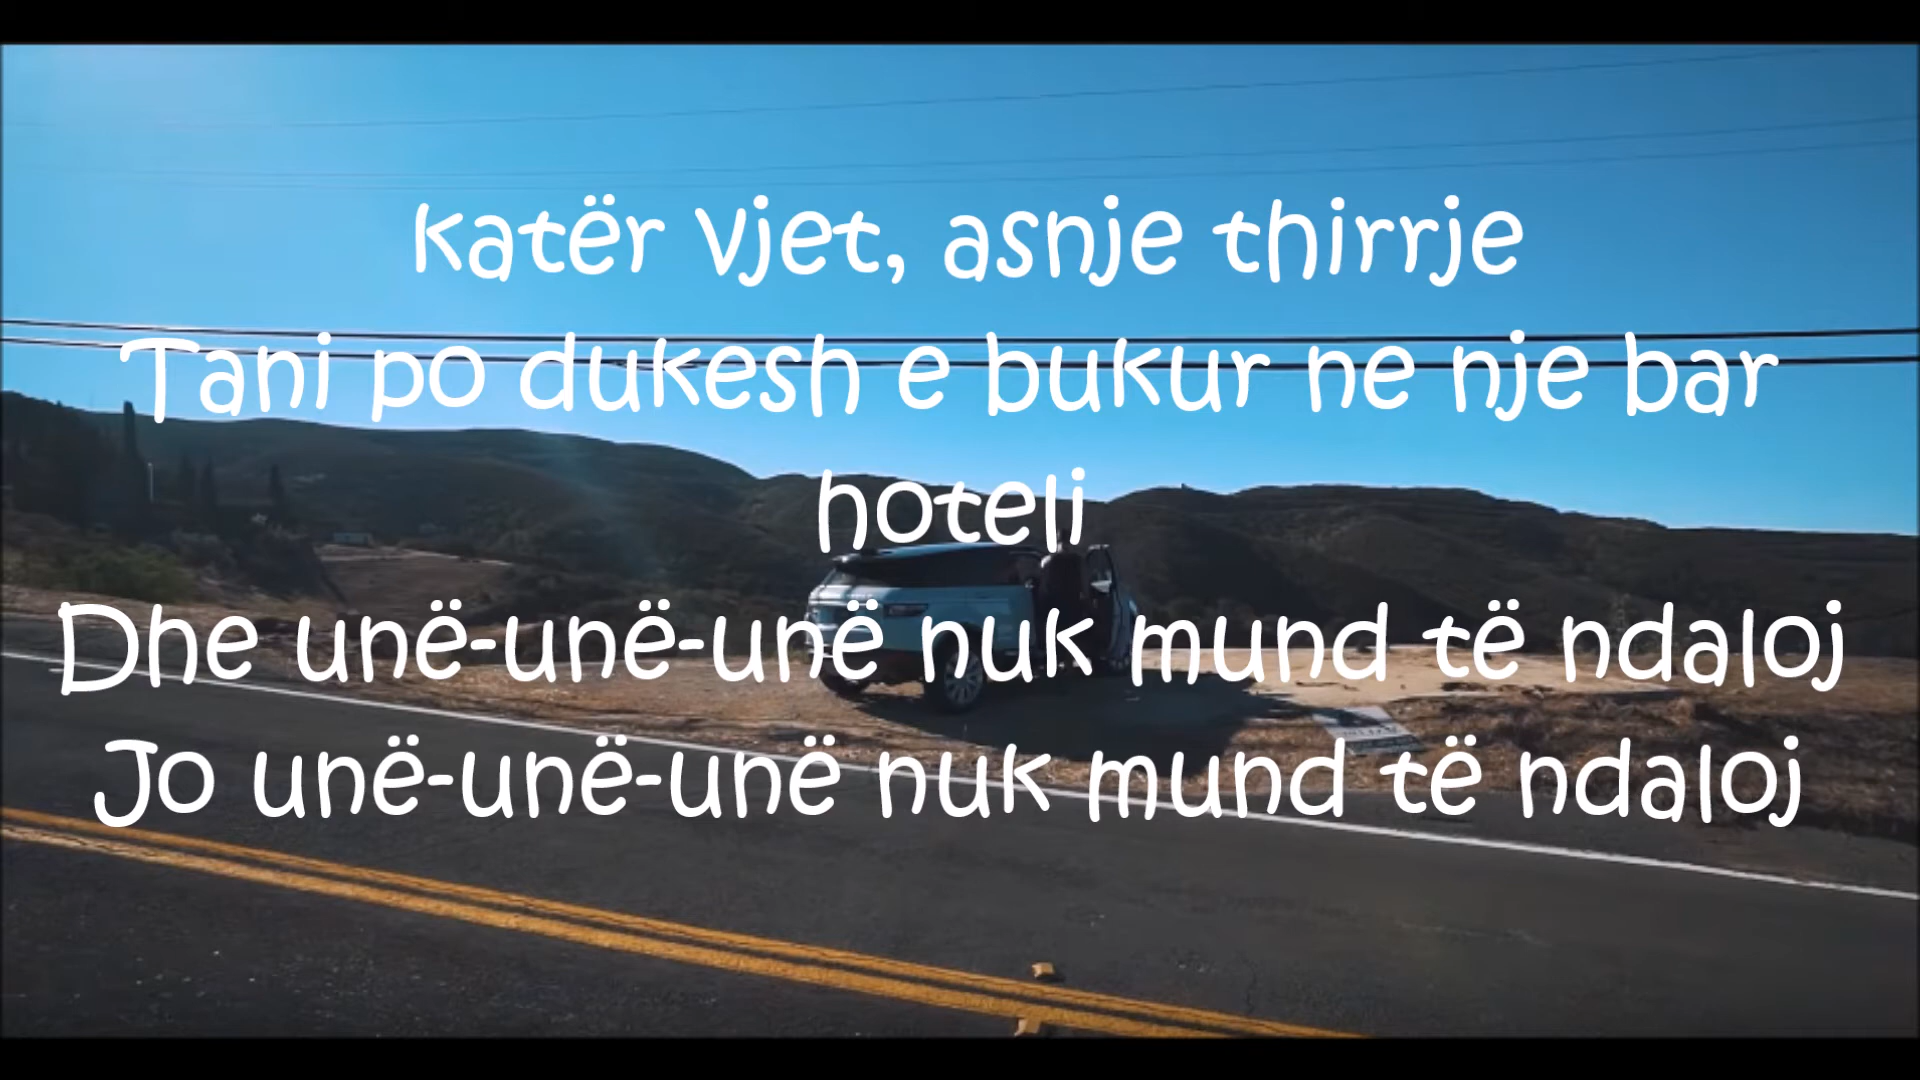 katër vjet, asnje thirrje
Tani po dukesh e bukur ne nje bar
hoteli
Dhe unë-unë-unë nuk mund të ndaloj
Jo unë-unë-unë nuk mund të ndaloj